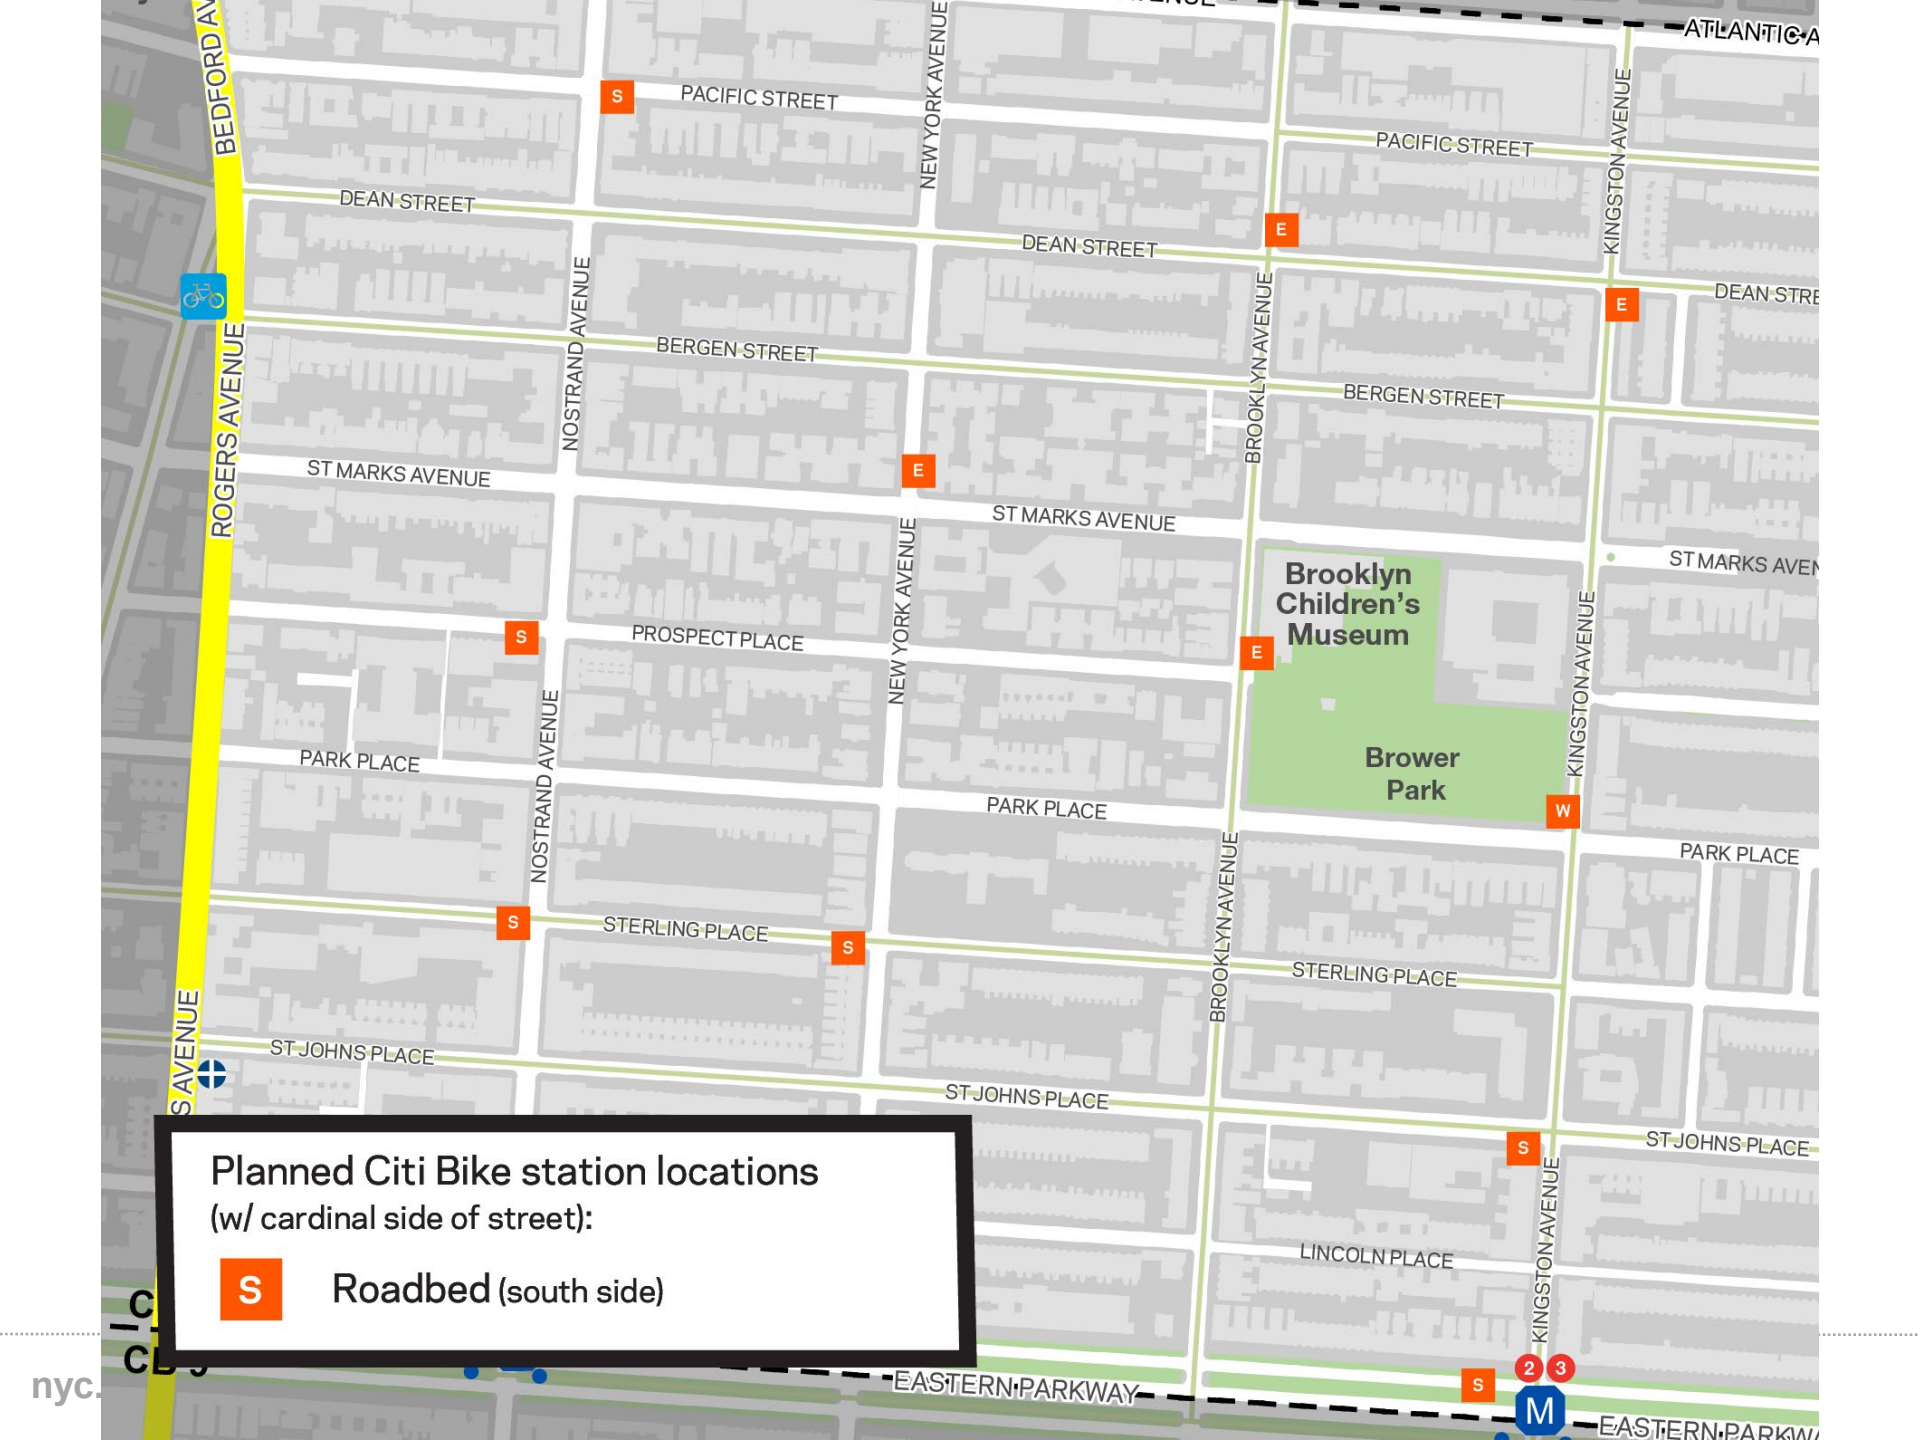 ATLANTIC A
BEDFORD AV
NEW YORK AVENUE
KINGSTON AVENUE
S
PACIFIC STREET
PACIFIC STREET
DEAN STREET
E
DEAN STREET
E
DEAN STRE
NOSTRAND AVENUE
BROOKLYN AVENUE
ROGERS AVENUE
BERGEN STREET
BERGEN STREET
E
ST MARKS AVENUE
ST MARKS AVENUE
ST MARKS AVEN
NEW YORK AVENUE
Brooklyn
Children's
Museum
KINGSTON AVENUE
S
PROSPECT PLACE
E
NOSTRAND AVENUE
PARK PLACE
Brower
Park
PARK PLACE
W
PARK PLACE
BROOKLYN AVENUE
S
STERLING PLACE
S
STERLING PLACE
S AVENUE
ST JOHNS PLACE
ST JOHNS PLACE
S
ST JOHNS PLACE
KINGSTON AVENUE
LINCOLN PLACE
Planned Citi Bike station locations
(w/ cardinal side of street):
S Roadbed (south side)
C
2 3
S
M
EASTERN PARKWAY
EASTERN PARKWA
nyc.